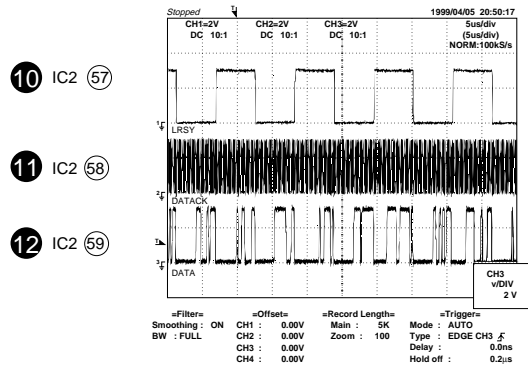 Stopped
1999/04/05 20:50:17
CH1=2V CH2=2V CH3=2V 5us/div
DC 10:1 DC 10:1 DC 10:1 (5us/div)
NORM:100kS/s
10 IC2 57
LRSY
11 IC2 58
DATACK
12 IC2 59
DATA
CH3
v/DIV
2 V
=Filter= =Offset= =Record Length= =Trigger=
Smoothing : ON CH1 : 0.00V Main : 5K Mode : AUTO
BW : FULL CH2 : 0.00V Zoom : 100 Type : EDGE CH3
CH3 : 0.00V Delay : 0.0ns
CH4 : 0.00V Hold off : 0.2µs